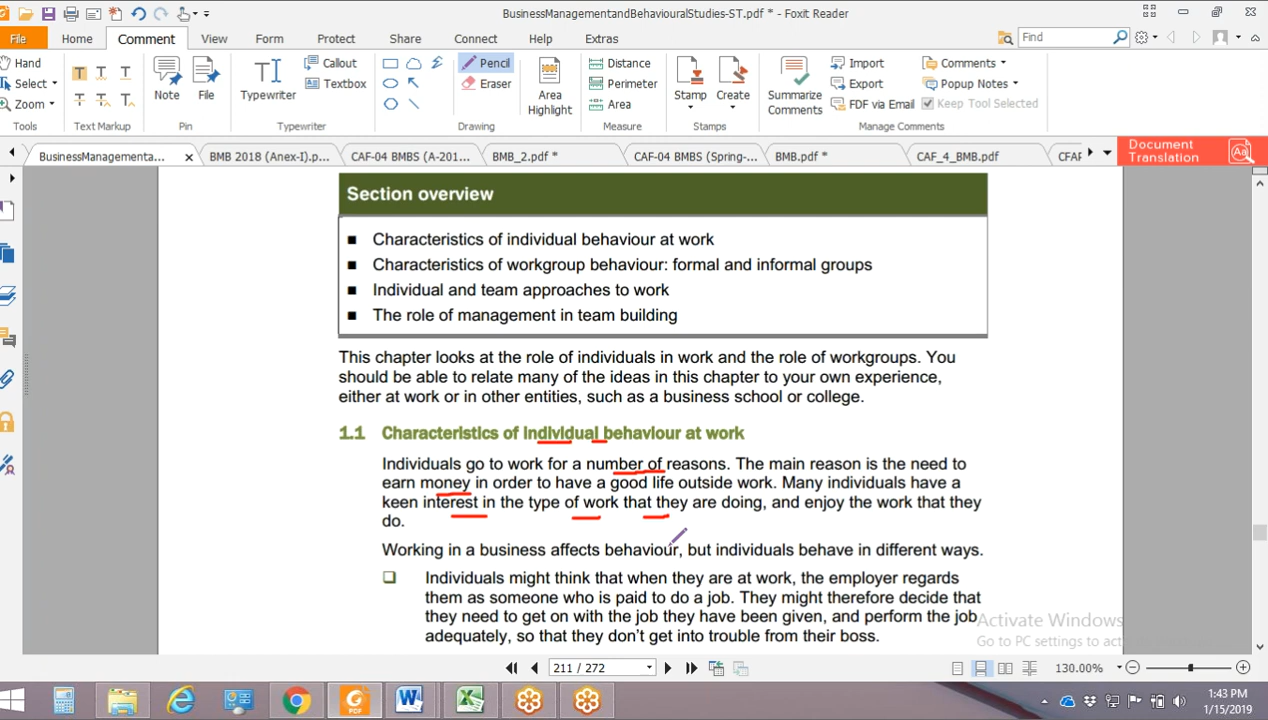 BusinessManagementandBehaviouralStudies-ST.pdf * - Foxit Reader
File Home Comment View Form Protect Share Connect Help Extras Find
Hand
Select
Zoom
Tools
T T T
T T T
Text Markup
Note
File
Pin
Typewriter
Callout
Textbox
Typewriter
Pencil
Eraser
Drawing
Area Highlight
Distance
Perimeter
Area
Measure
Stamp
Create
Stamps
Summarize Comments
Import
Export
FDF via Email
Comments
Popup Notes
Keep Tool Selected
Manage Comments
BusinessManagementa... BMB 2018 (Anex-I).p... CAF-04 BMBS (A-201... BMB_2.pdf * CAF-04 BMBS (Spring-... BMB.pdf * CAF_4_BMB.pdf CFAP
Document
Translation
Section overview
■ Characteristics of individual behaviour at work
■ Characteristics of workgroup behaviour: formal and informal groups
■ Individual and team approaches to work
■ The role of management in team building
This chapter looks at the role of individuals in work and the role of workgroups. You
should be able to relate many of the ideas in this chapter to your own experience,
either at work or in other entities, such as a business school or college.
1.1 Characteristics of individual behaviour at work
Individuals go to work for a number of reasons. The main reason is the need to
earn money in order to have a good life outside work. Many individuals have a
keen interest in the type of work that they are doing, and enjoy the work that they
do.
Working in a business affects behaviour, but individuals behave in different ways.
❑ Individuals might think that when they are at work, the employer regards
them as someone who is paid to do a job. They might therefore decide that
they need to get on with the job they have been given, and perform the job
adequately, so that they don't get into trouble from their boss.
Activate Windows
Go to PC settings to act
211 / 272
130.00%
1:43 PM
1/15/2019